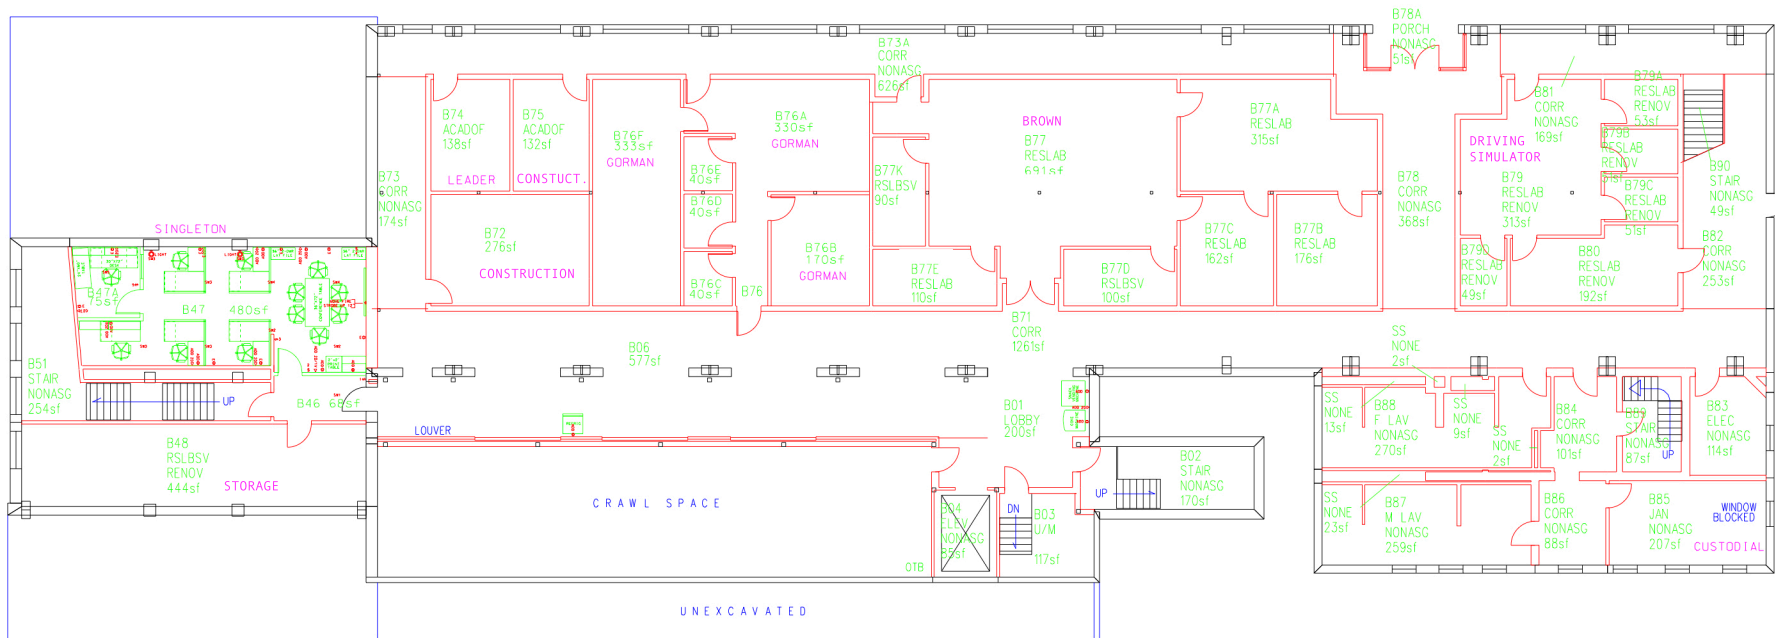 B78A
PORCH
NONASG
51sf
B73A
CORR
NONASG
626sf
B74
ACADOF
138sf
LEADER
B75
ACADOF
132sf
CONSTUCT.
B76F
333sf
GORMAN
B76A
330sf
GORMAN
B76E
40sf
B76D
40sf
B76C
40sf
B76B
170sf
GORMAN
B76
B77K
RSLBSV
90sf
BROWN
B77
RESLAB
691sf
B77A
RESLAB
315sf
B77C
RESLAB
162sf
B77B
RESLAB
176sf
B77E
RESLAB
110sf
B77D
RSLBSV
100sf
B73
CORR
NONASG
174sf
B72
276sf
CONSTRUCTION
B78
CORR
NONASG
368sf
B81
CORR
NONASG
169sf
DRIVING
SIMULATOR
B79
RESLAB
RENOV
313sf
B79A
RESLAB
RENOV
53sf
B79B
RESLAB
RENOV
51sf
B79C
RESLAB
RENOV
51sf
B79D
RESLAB
RENOV
49sf
B80
RESLAB
RENOV
192sf
B90
STAIR
NONASG
49sf
B82
CORR
NONASG
253sf
SINGLETON
B47A
75sf
B47
480sf
B51
STAIR
NONASG
254sf
UP
B46 68sf
B48
RSLBSV
RENOV
444sf
STORAGE
LOUVER
B06
577sf
B71
CORR
1261sf
B01
LOBBY
200sf
CRAWL SPACE
UNEXCAVATED
B04
ELEV
NONASG
85sf
OTB
DN
B03
U/M
117sf
UP
B02
STAIR
NONASG
170sf
SS
NONE
2sf
SS
NONE
13sf
B88
F LAV
NONASG
270sf
SS
NONE
9sf
SS
NONE
2sf
B84
CORR
NONASG
101sf
B89
STAIR
NONASG
87sf
UP
B83
ELEC
NONASG
114sf
SS
NONE
23sf
B87
M LAV
NONASG
259sf
B86
CORR
NONASG
88sf
B85
JAN
NONASG
207sf
WINDOW
BLOCKED
CUSTODIAL